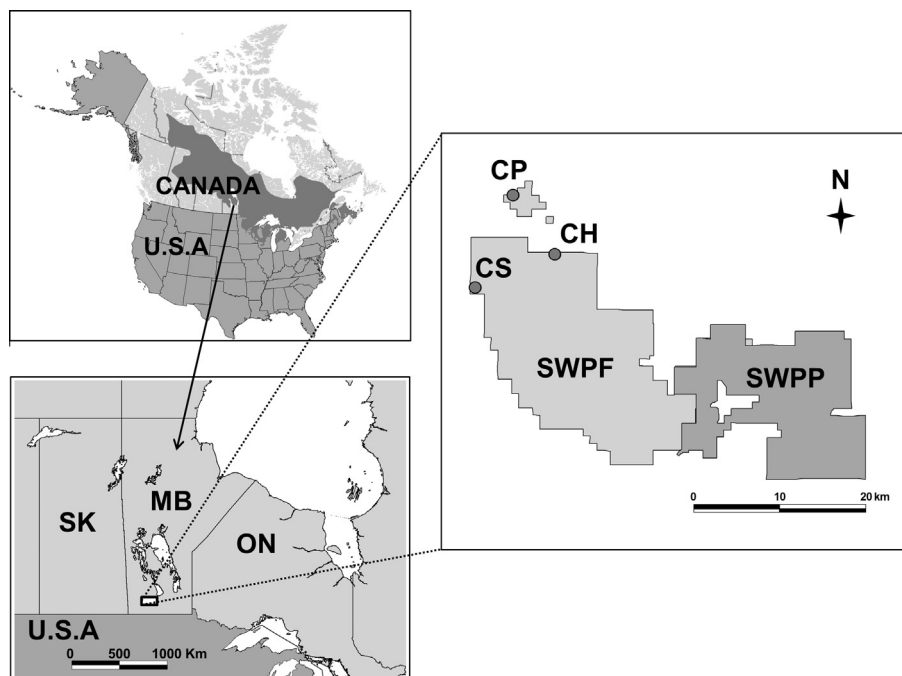 CANADA
U.S.A
SK
MB
ON
U.S.A
0 500 1000 Km
CP
N
CH
CS
SWPF
SWPP
0 10 20 km